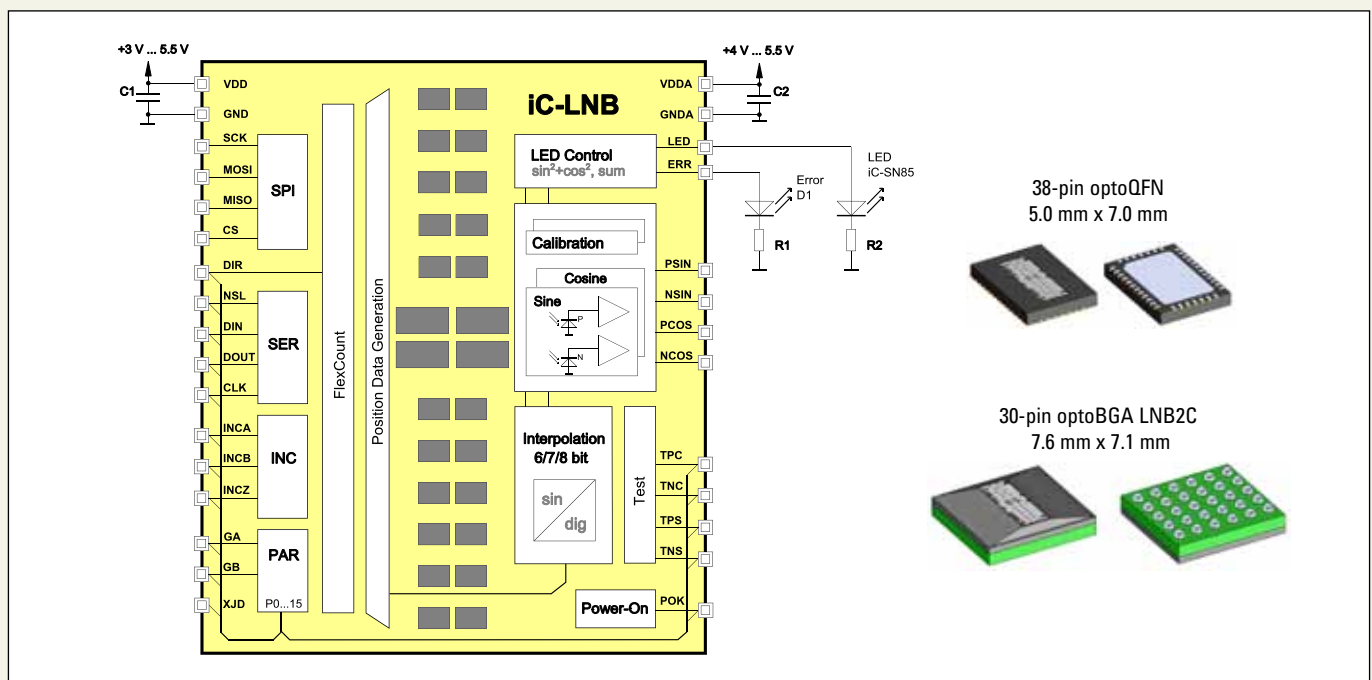 +3 V ... 5.5 V
C1
VDD
GND
SCK
MOSI
MISO
CS
SPI
DIR
NSL
DIN
DOUT
CLK
SER
INCA
INCB
INCZ
INC
GA
GB
XJD
PAR
P0...15
FlexCount
Position Data Generation
iC-LNB
LED Control
sin²+cos², sum
Calibration
Cosine
Sine
P
N
Interpolation
6/7/8 bit
sin
dig
Test
Power-On
+4 V ... 5.5 V
VDDA
C2
GNDA
LED
ERR
LED
iC-SN85
Error
D1
R1
R2
PSIN
NSIN
PCOS
NCOS
TPC
TNC
TPS
TNS
POK
38-pin optoQFN
5.0 mm x 7.0 mm
30-pin optoBGA LNB2C
7.6 mm x 7.1 mm